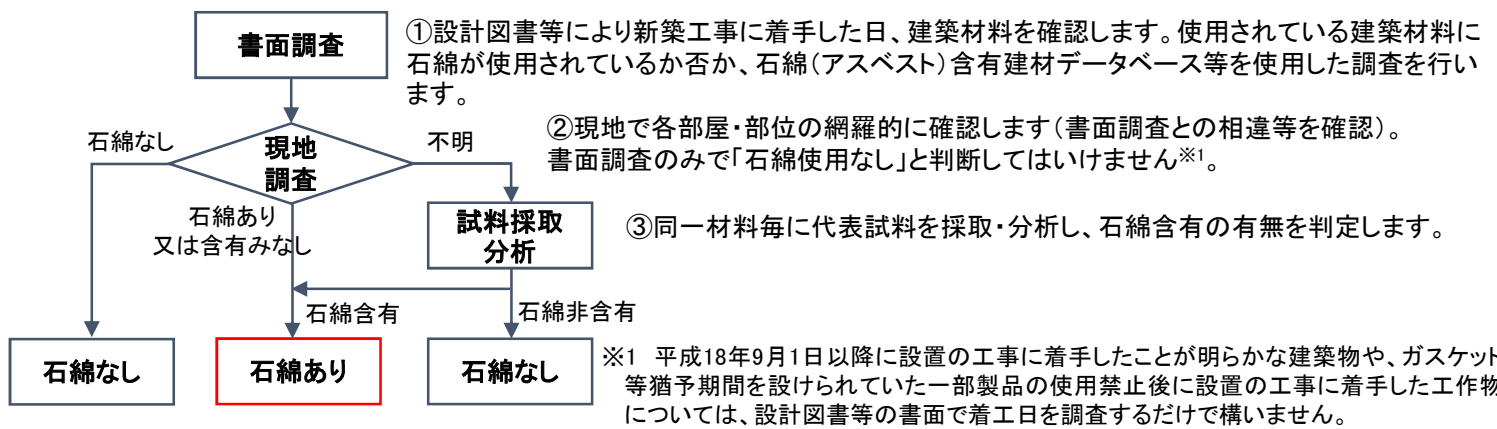 書面調査
①設計図書等により新築工事に着手した日、建築材料を確認します。使用されている建築材料に
石綿が使用されているか否か、石綿(アスベスト)含有建材データベース等を使用した調査を行い
ます。
石綿なし
現地
調査
不明
②現地で各部屋・部位の網羅的に確認します(書面調査との相違等を確認)。
書面調査のみで「石綿使用なし」と判断してはいけません※1。
石綿あり
又は含有みなし
試料採取
分析
③同一材料毎に代表試料を採取・分析し、石綿含有の有無を判定します。
石綿含有
石綿非含有
石綿なし
石綿あり
石綿なし
※1 平成18年9月1日以降に設置の工事に着手したことが明らかな建築物や、ガスケット
等猶予期間を設けられていた一部製品の使用禁止後に設置の工事に着手した工作物
については、設計図書等の書面で着工日を調査するだけで構いません。